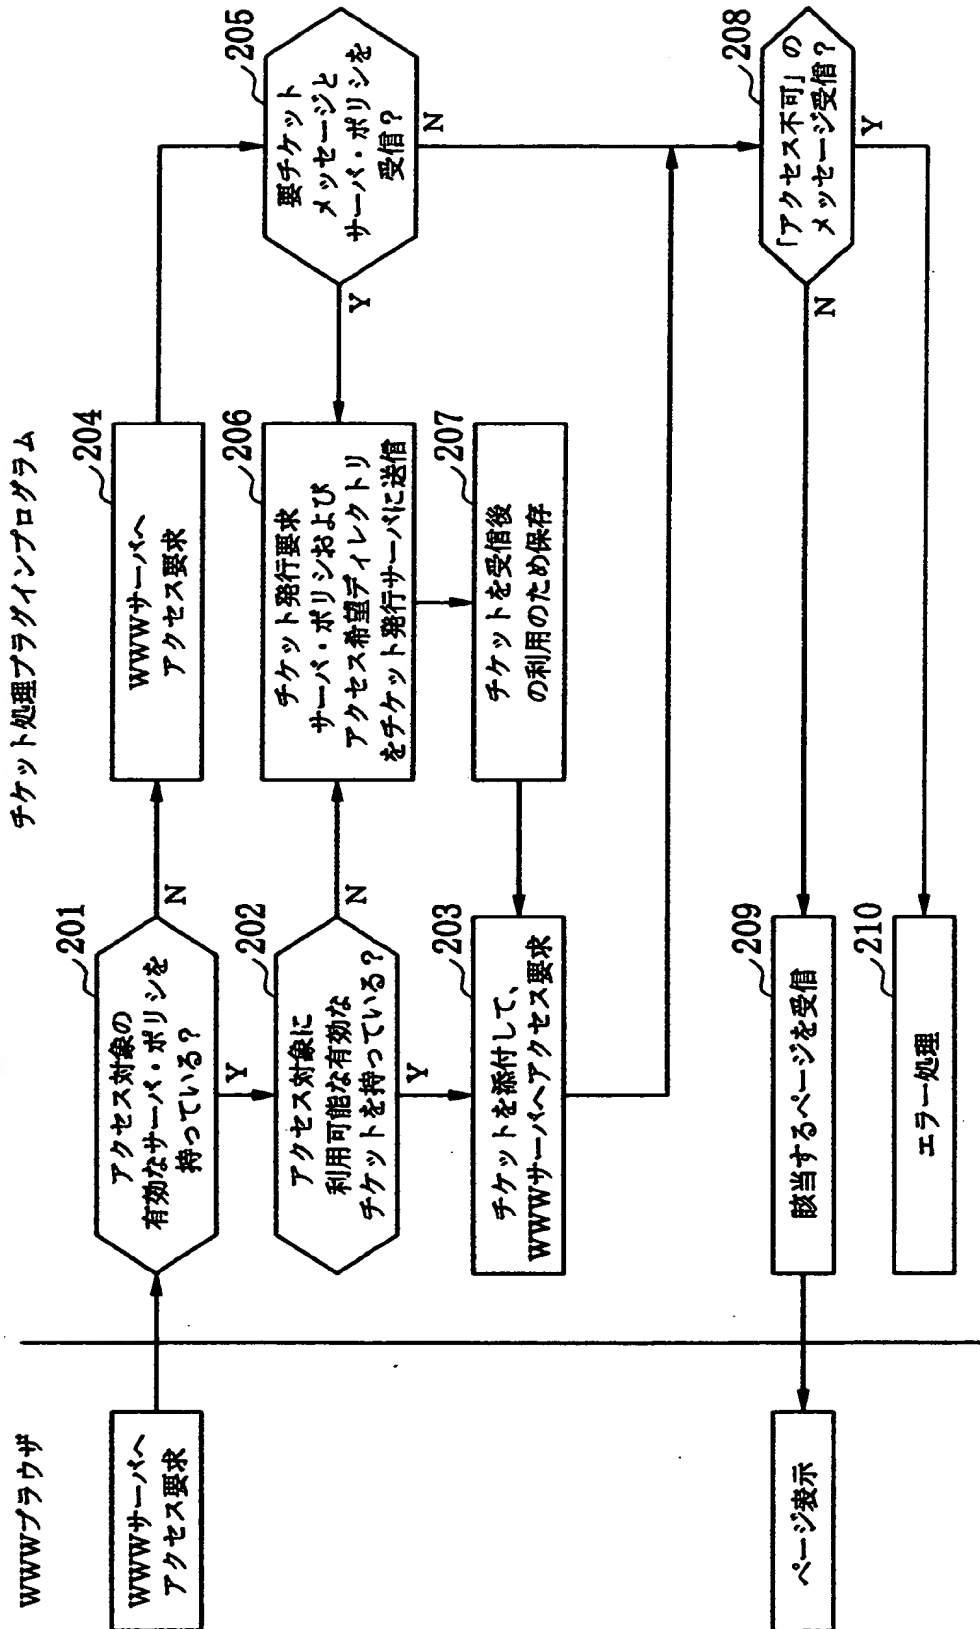 WWWブラウザ
チケット処理プラグインプログラム
WWWサーバへ
アクセス要求
201
アクセス対象の
有効なサーバ・ポリシを
持っている?
N
Y
204
WWWサーバへ
アクセス要求
205
要チケット
メッセージと
サーバ・ポリシを
受信?
Y
N
202
アクセス対象に
利用可能な有効な
チケットを持っている?
N
Y
206
チケット発行要求
サーバ・ポリシおよび
アクセス希望ディレクトリ
をチケット発行サーバに送信
203
チケットを添付して、
WWWサーバへアクセス要求
207
チケットを受信後
の利用のため保存
208
「アクセス不可」の
メッセージ受信?
N
Y
ページ表示
209
該当するページを受信
210
エラー処理